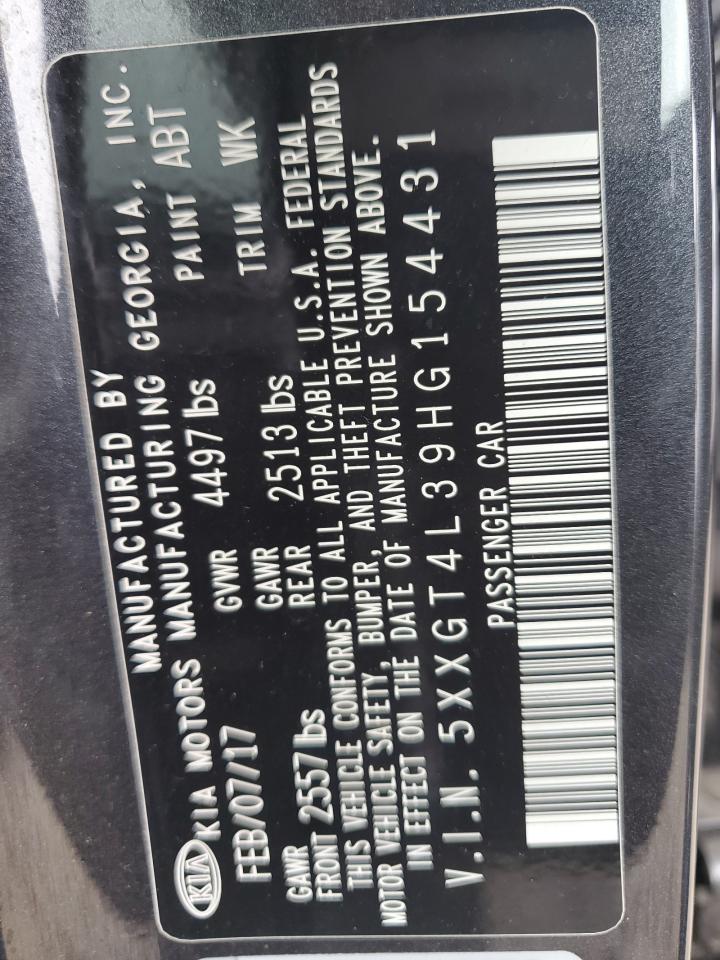 MANUFACTURED BY
KIA KIA MOTORS MANUFACTURING GEORGIA, INC.
FEB/07/17 GVWR 4497 lbs PAINT ABT
GAWR FRONT 2557 lbs GAWR REAR 2513 lbs TRIM WK
THIS VEHICLE CONFORMS TO ALL APPLICABLE U.S.A. FEDERAL
MOTOR VEHICLE SAFETY, BUMPER, AND THEFT PREVENTION STANDARDS
IN EFFECT ON THE DATE OF MANUFACTURE SHOWN ABOVE.
V.I.N. 5XXGT4L39HG154431
PASSENGER CAR